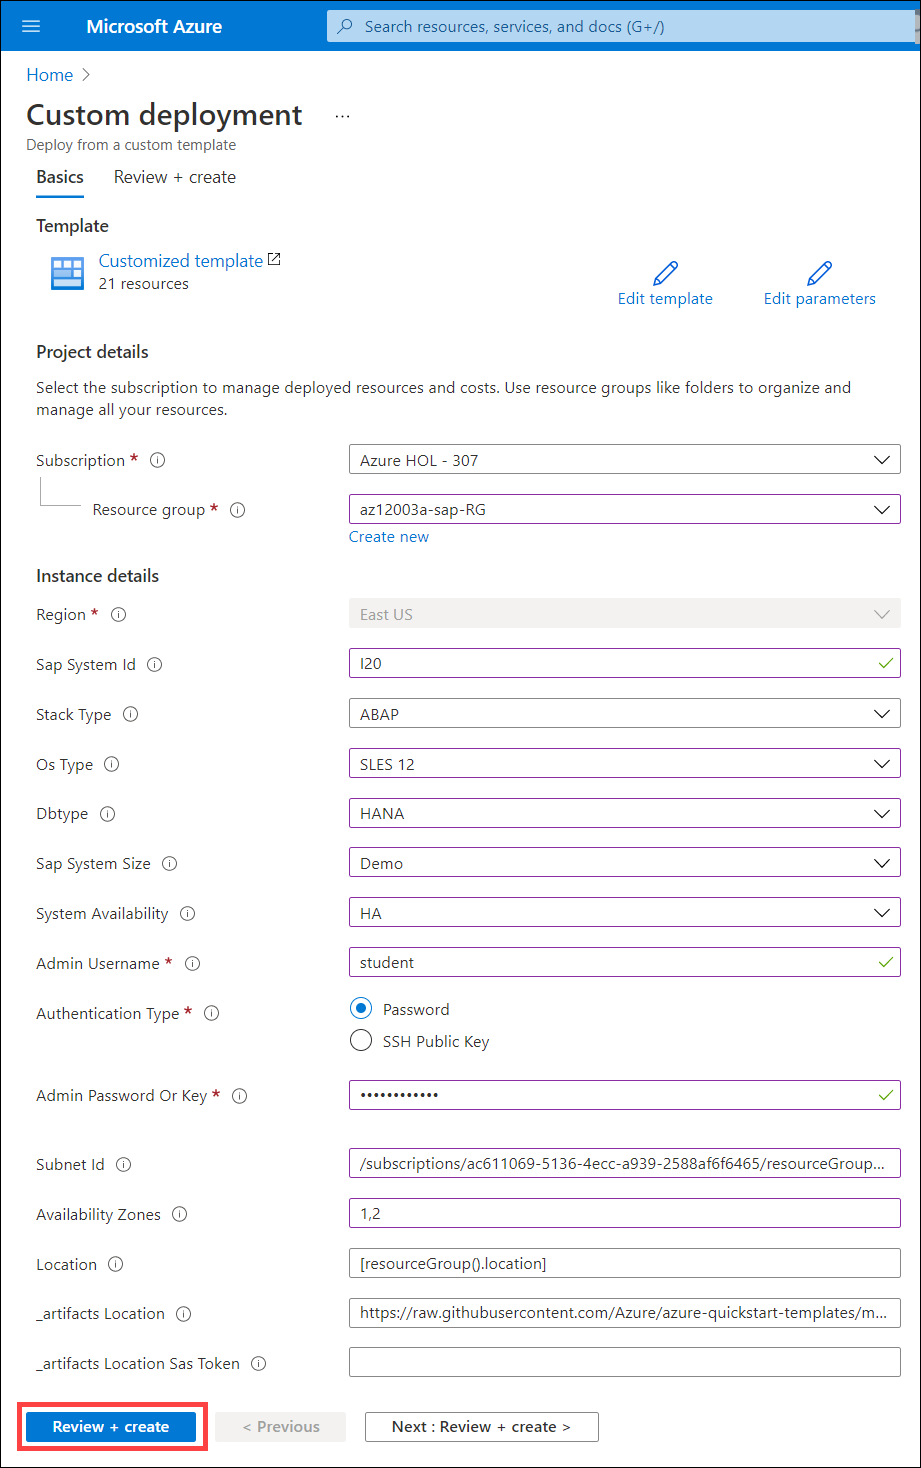 Microsoft Azure
Search resources, services, and docs (G+/)
Home
Custom deployment ...
Deploy from a custom template
Basics Review + create
Template
Customized template
21 resources
Edit template Edit parameters
Project details
Select the subscription to manage deployed resources and costs. Use resource groups like folders to organize and
manage all your resources.
Subscription * Azure HOL - 307
Resource group * az12003a-sap-RG
Create new
Instance details
Region * East US
Sap System Id I20
Stack Type ABAP
Os Type SLES 12
Dbtype HANA
Sap System Size Demo
System Availability HA
Admin Username * student
Authentication Type * Password
SSH Public Key
Admin Password Or Key * ••••••••••••
Subnet Id /subscriptions/ac611069-5136-4ecc-a939-2588af6f6465/resourceGroup...
Availability Zones 1,2
Location [resourceGroup().location]
_artifacts Location https://raw.githubusercontent.com/Azure/azure-quickstart-templates/m...
_artifacts Location Sas Token
Review + create < Previous Next : Review + create >